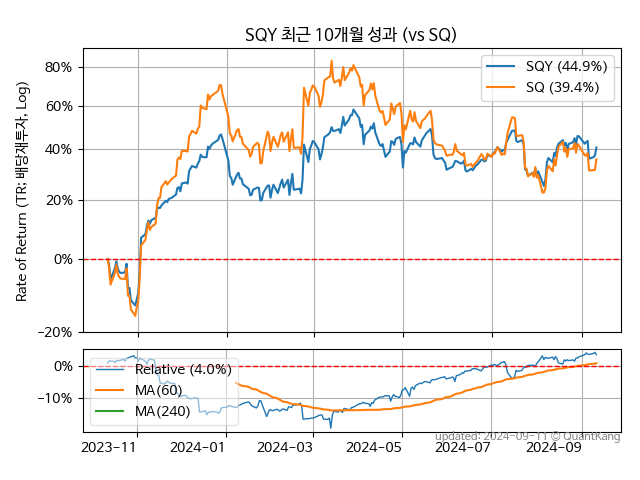 SQY 최근 10개월 성과 (vs SQ)
Rate of Return (TR: 배당재투자, Log)
80%
60%
40%
20%
0%
−20%
SQY (44.9%)
SQ (39.4%)
0%
−10%
Relative (4.0%)
MA(60)
MA(240)
2023-11
2024-01
2024-03
2024-05
2024-07
2024-09
updated: 2024-09-11 © QuantKang